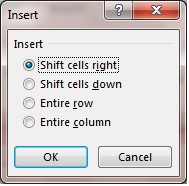 Insert
Insert
Shift cells right
Shift cells down
Entire row
Entire column
OK
Cancel